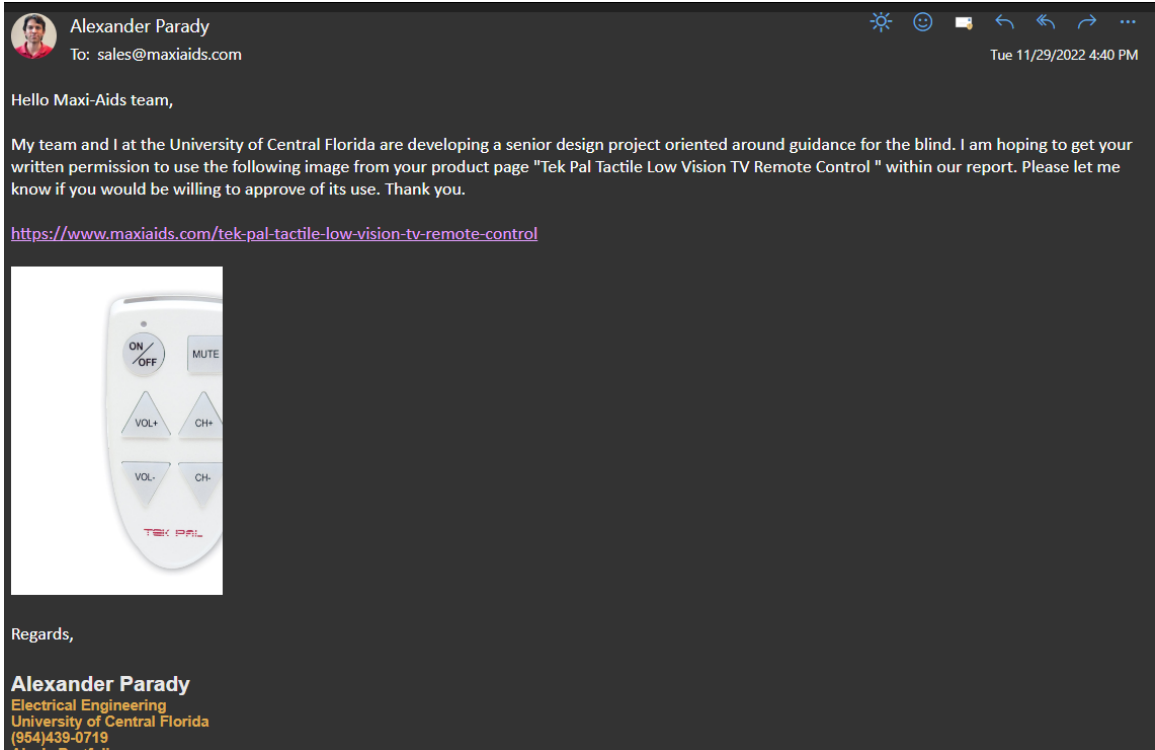 Alexander Parady
To: sales@maxiaids.com
Tue 11/29/2022 4:40 PM
Hello Maxi-Aids team,
My team and I at the University of Central Florida are developing a senior design project oriented around guidance for the blind. I am hoping to get your
written permission to use the following image from your product page "Tek Pal Tactile Low Vision TV Remote Control " within our report. Please let me
know if you would be willing to approve of its use. Thank you.
https://www.maxiaids.com/tek-pal-tactile-low-vision-tv-remote-control
ON/OFF MUTE
VOL+ CH+
VOL- CH-
TEK PAL
Regards,
Alexander Parady
Electrical Engineering
University of Central Florida
(954)439-0719